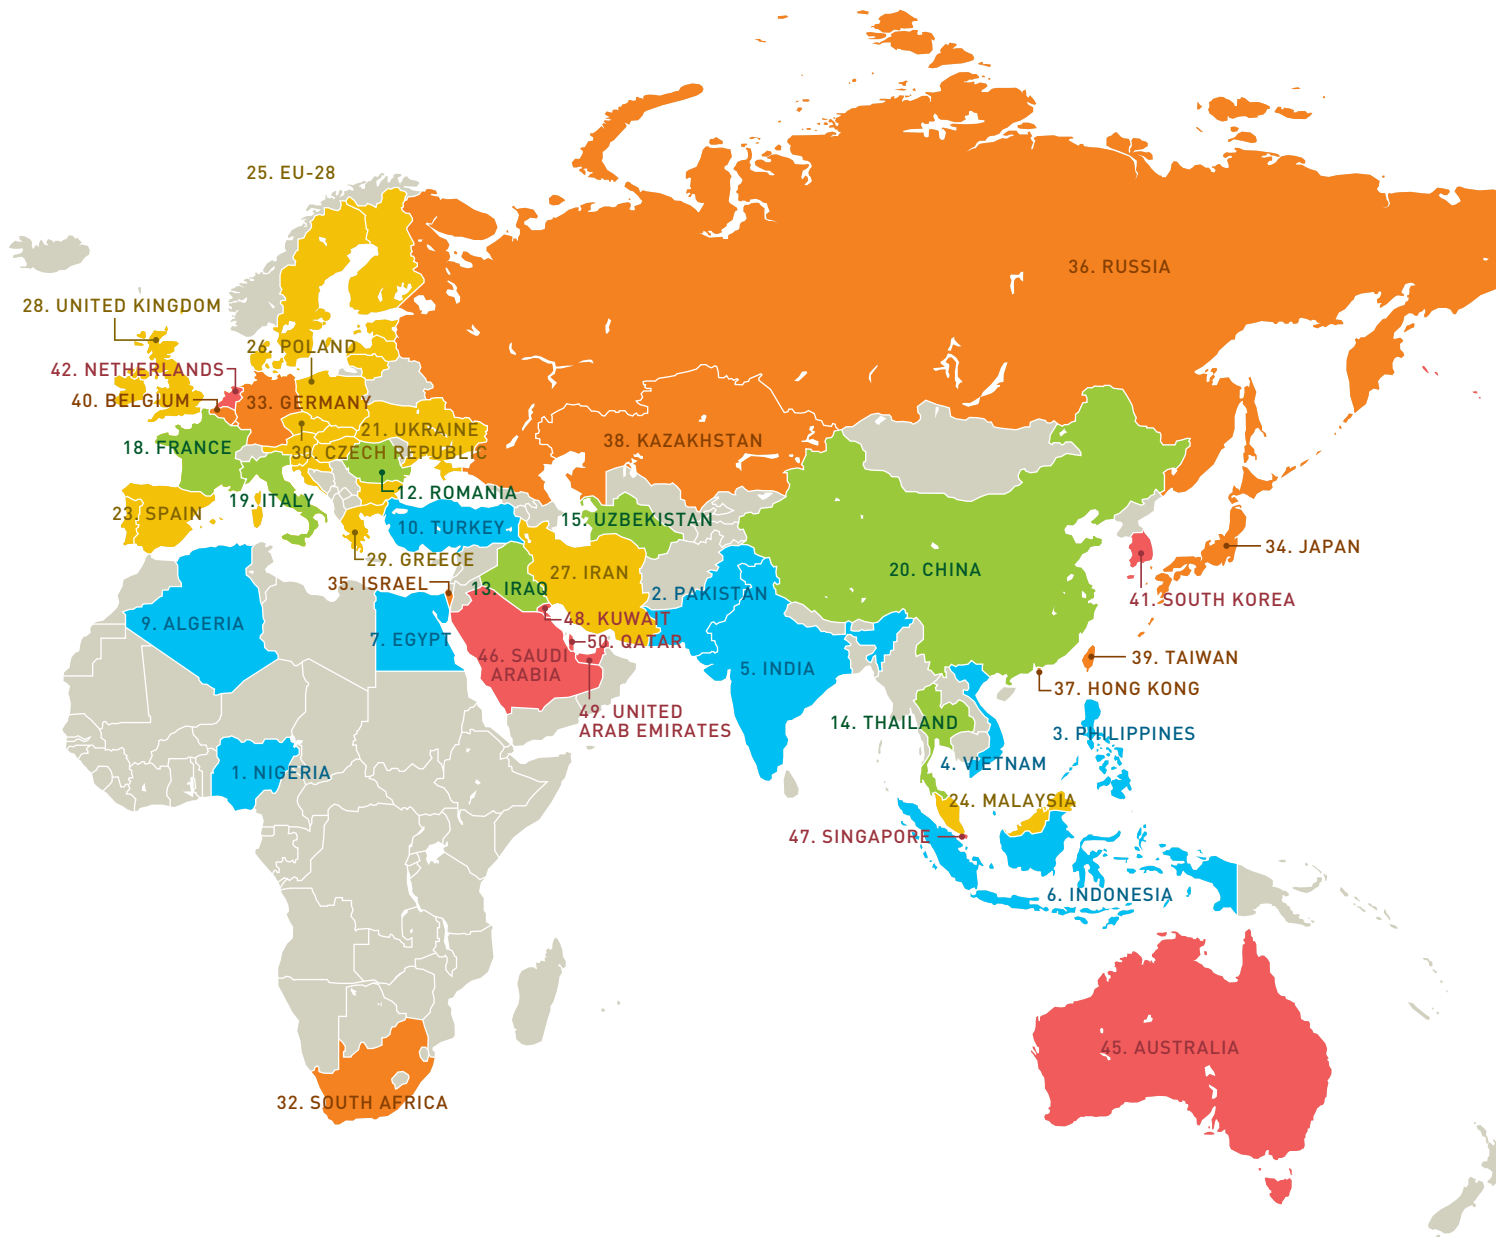 25. EU-28
36. RUSSIA
28. UNITED KINGDOM
26. POLAND
42. NETHERLANDS
40. BELGIUM
33. GERMANY
21. UKRAINE
38. KAZAKHSTAN
18. FRANCE
30. CZECH REPUBLIC
12. ROMANIA
19. ITALY
23. SPAIN
15. UZBEKISTAN
10. TURKEY
34. JAPAN
29. GREECE
20. CHINA
27. IRAN
35. ISRAEL
13. IRAQ
2. PAKISTAN
41. SOUTH KOREA
48. KUWAIT
9. ALGERIA
7. EGYPT
50. QATAR
46. SAUDI
ARABIA
39. TAIWAN
5. INDIA
37. HONG KONG
49. UNITED
ARAB EMIRATES
14. THAILAND
3. PHILIPPINES
4. VIETNAM
1. NIGERIA
24. MALAYSIA
47. SINGAPORE
6. INDONESIA
45. AUSTRALIA
32. SOUTH AFRICA